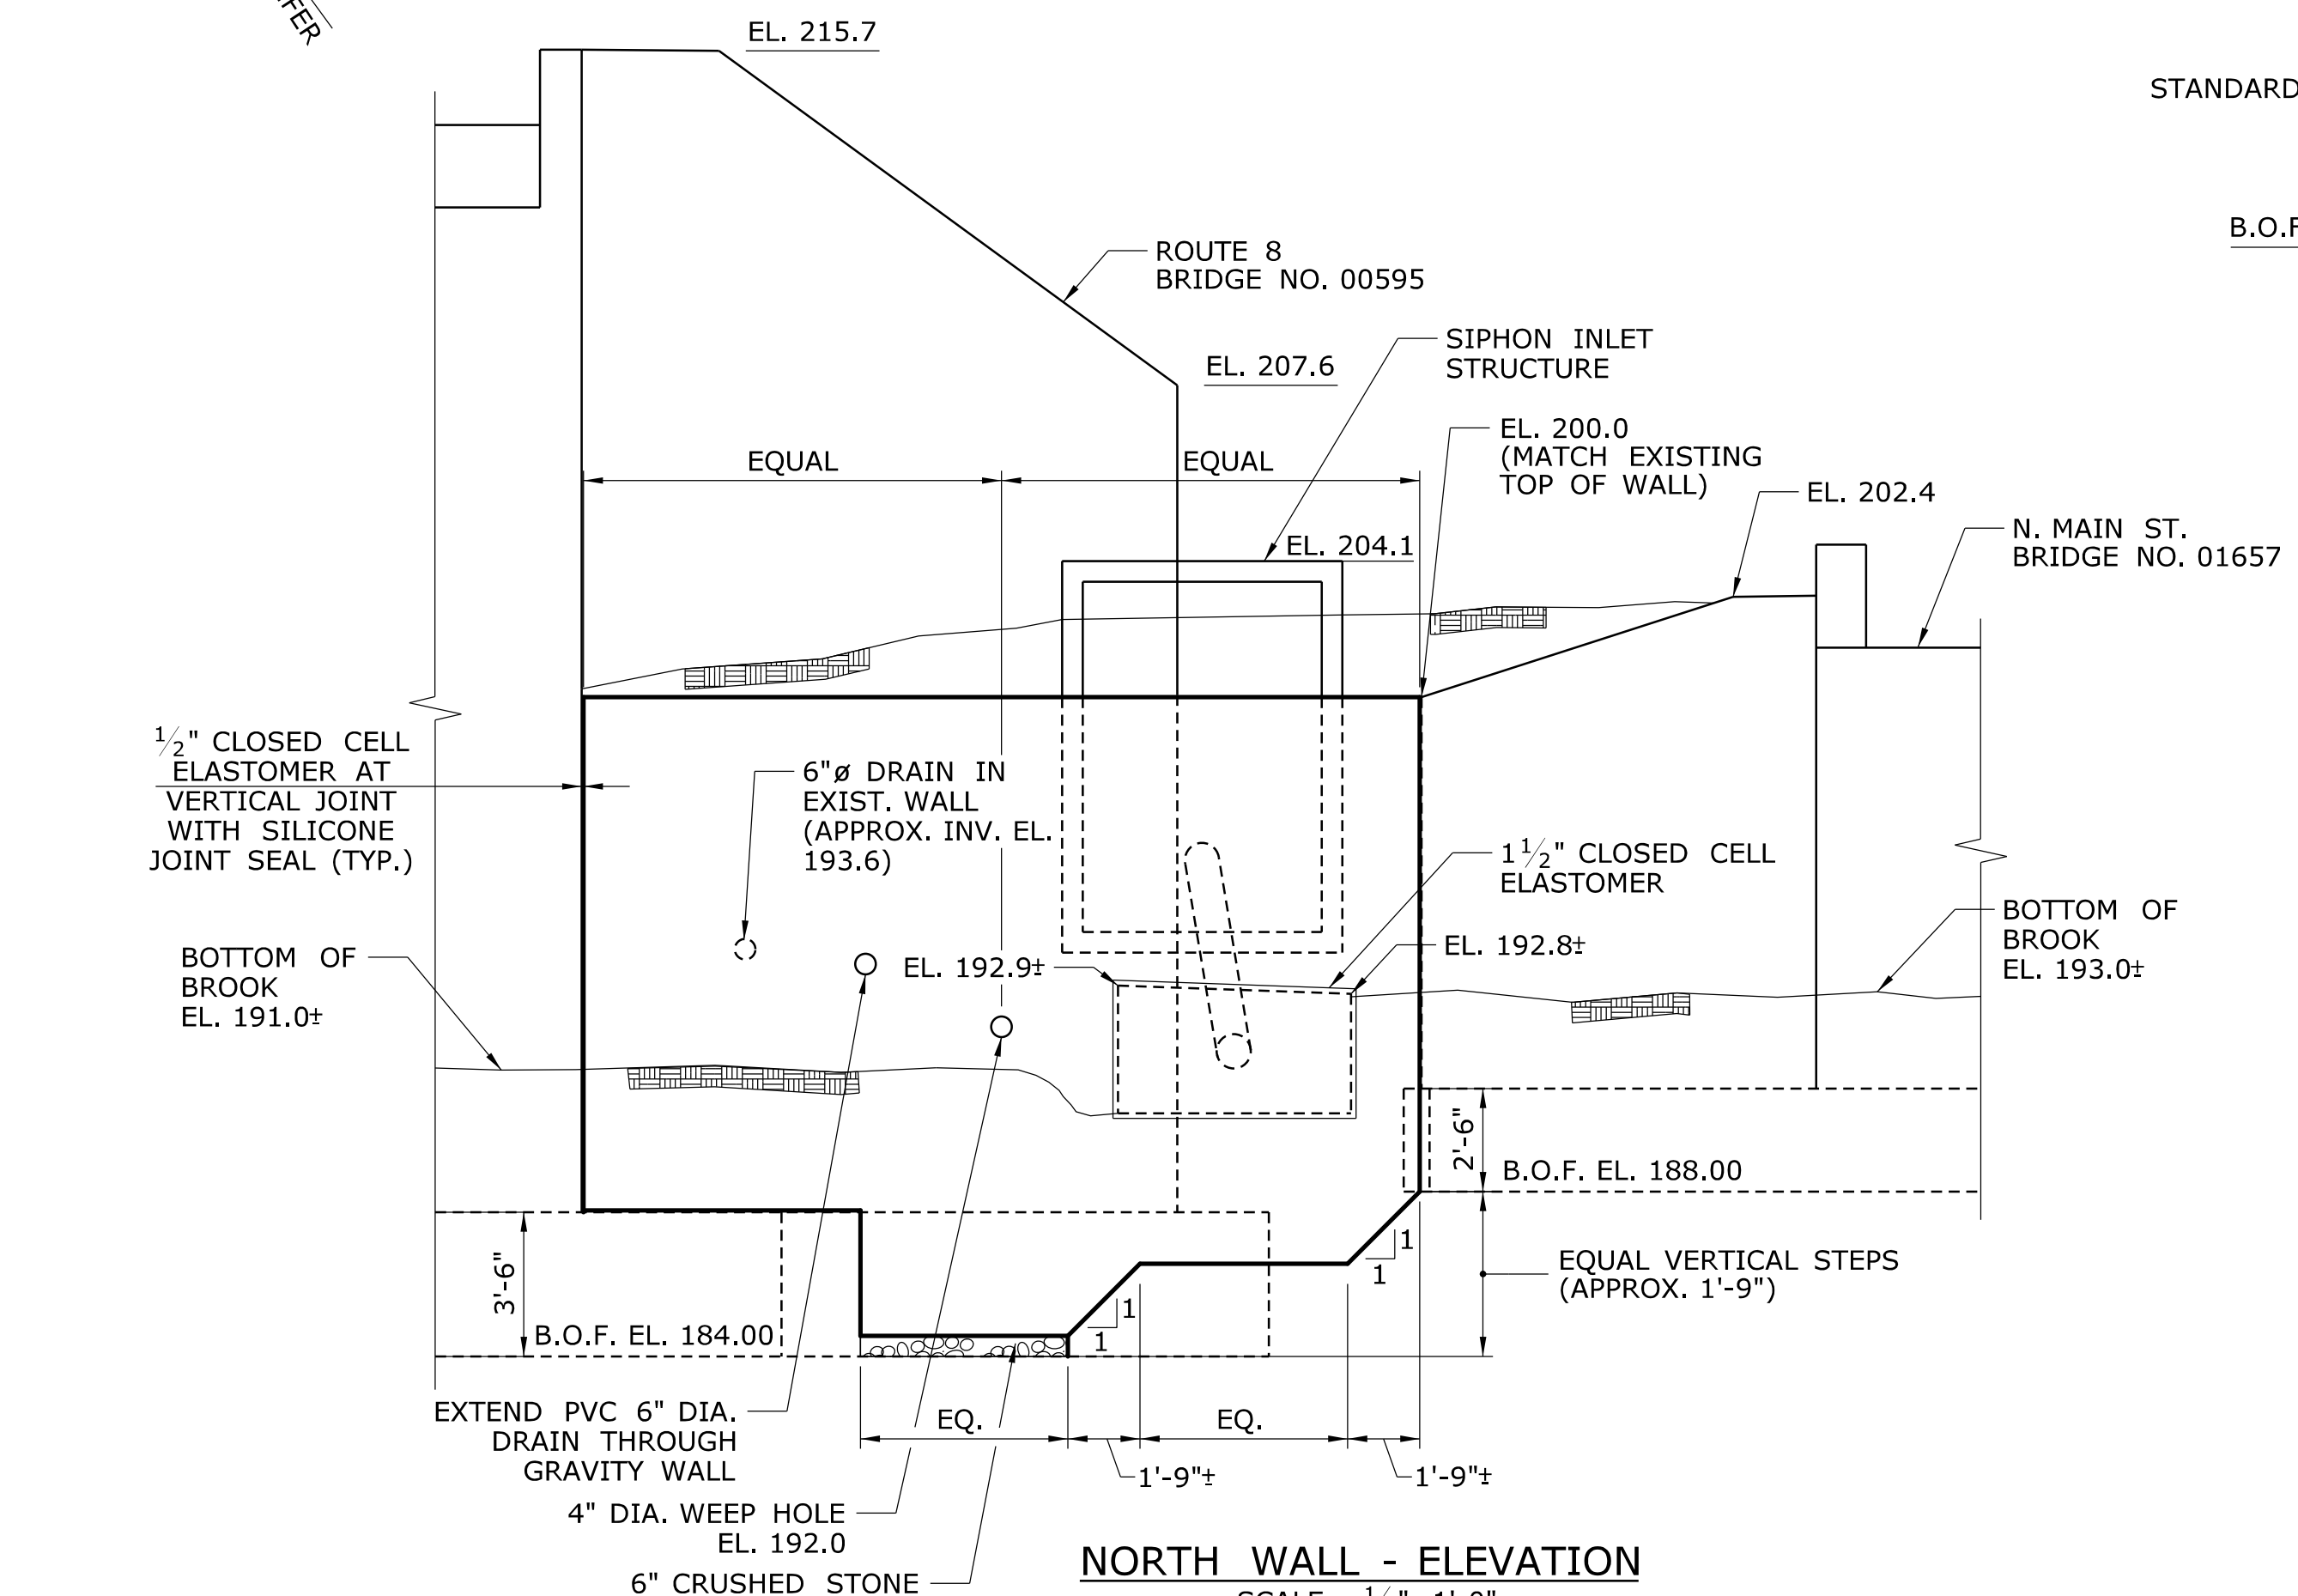 FFER
EL. 215.7
STANDARD
B.O.F
ROUTE 8
BRIDGE NO. 00595
SIPHON INLET
STRUCTURE
EL. 207.6
EL. 200.0
(MATCH EXISTING
TOP OF WALL)
EQUAL
EQUAL
EL. 202.4
N. MAIN ST.
BRIDGE NO. 01657
EL. 204.1
1/2" CLOSED CELL
ELASTOMER AT
VERTICAL JOINT
WITH SILICONE
JOINT SEAL (TYP.)
6"ø DRAIN IN
EXIST. WALL
(APPROX. INV. EL.
193.6)
1 1/2" CLOSED CELL
ELASTOMER
BOTTOM OF
BROOK
EL. 193.0±
BOTTOM OF
BROOK
EL. 191.0±
EL. 192.9±
EL. 192.8±
2'-6"
B.O.F. EL. 188.00
1
1
EQUAL VERTICAL STEPS
(APPROX. 1'-9")
3'-6"
B.O.F. EL. 184.00
1
1
EXTEND PVC 6" DIA.
DRAIN THROUGH
GRAVITY WALL
EQ.
EQ.
1'-9"±
1'-9"±
4" DIA. WEEP HOLE
EL. 192.0
6" CRUSHED STONE
NORTH WALL - ELEVATION